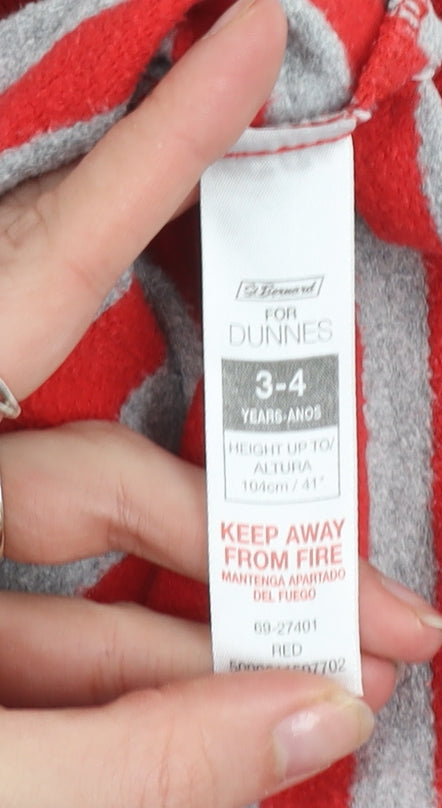 St Bernard
FOR
DUNNES
3-4
YEARS-ANOS
HEIGHT UP TO/
ALTURA
104cm / 41"
KEEP AWAY
FROM FIRE
MANTENGA APARTADO
DEL FUEGO
69-27401
RED